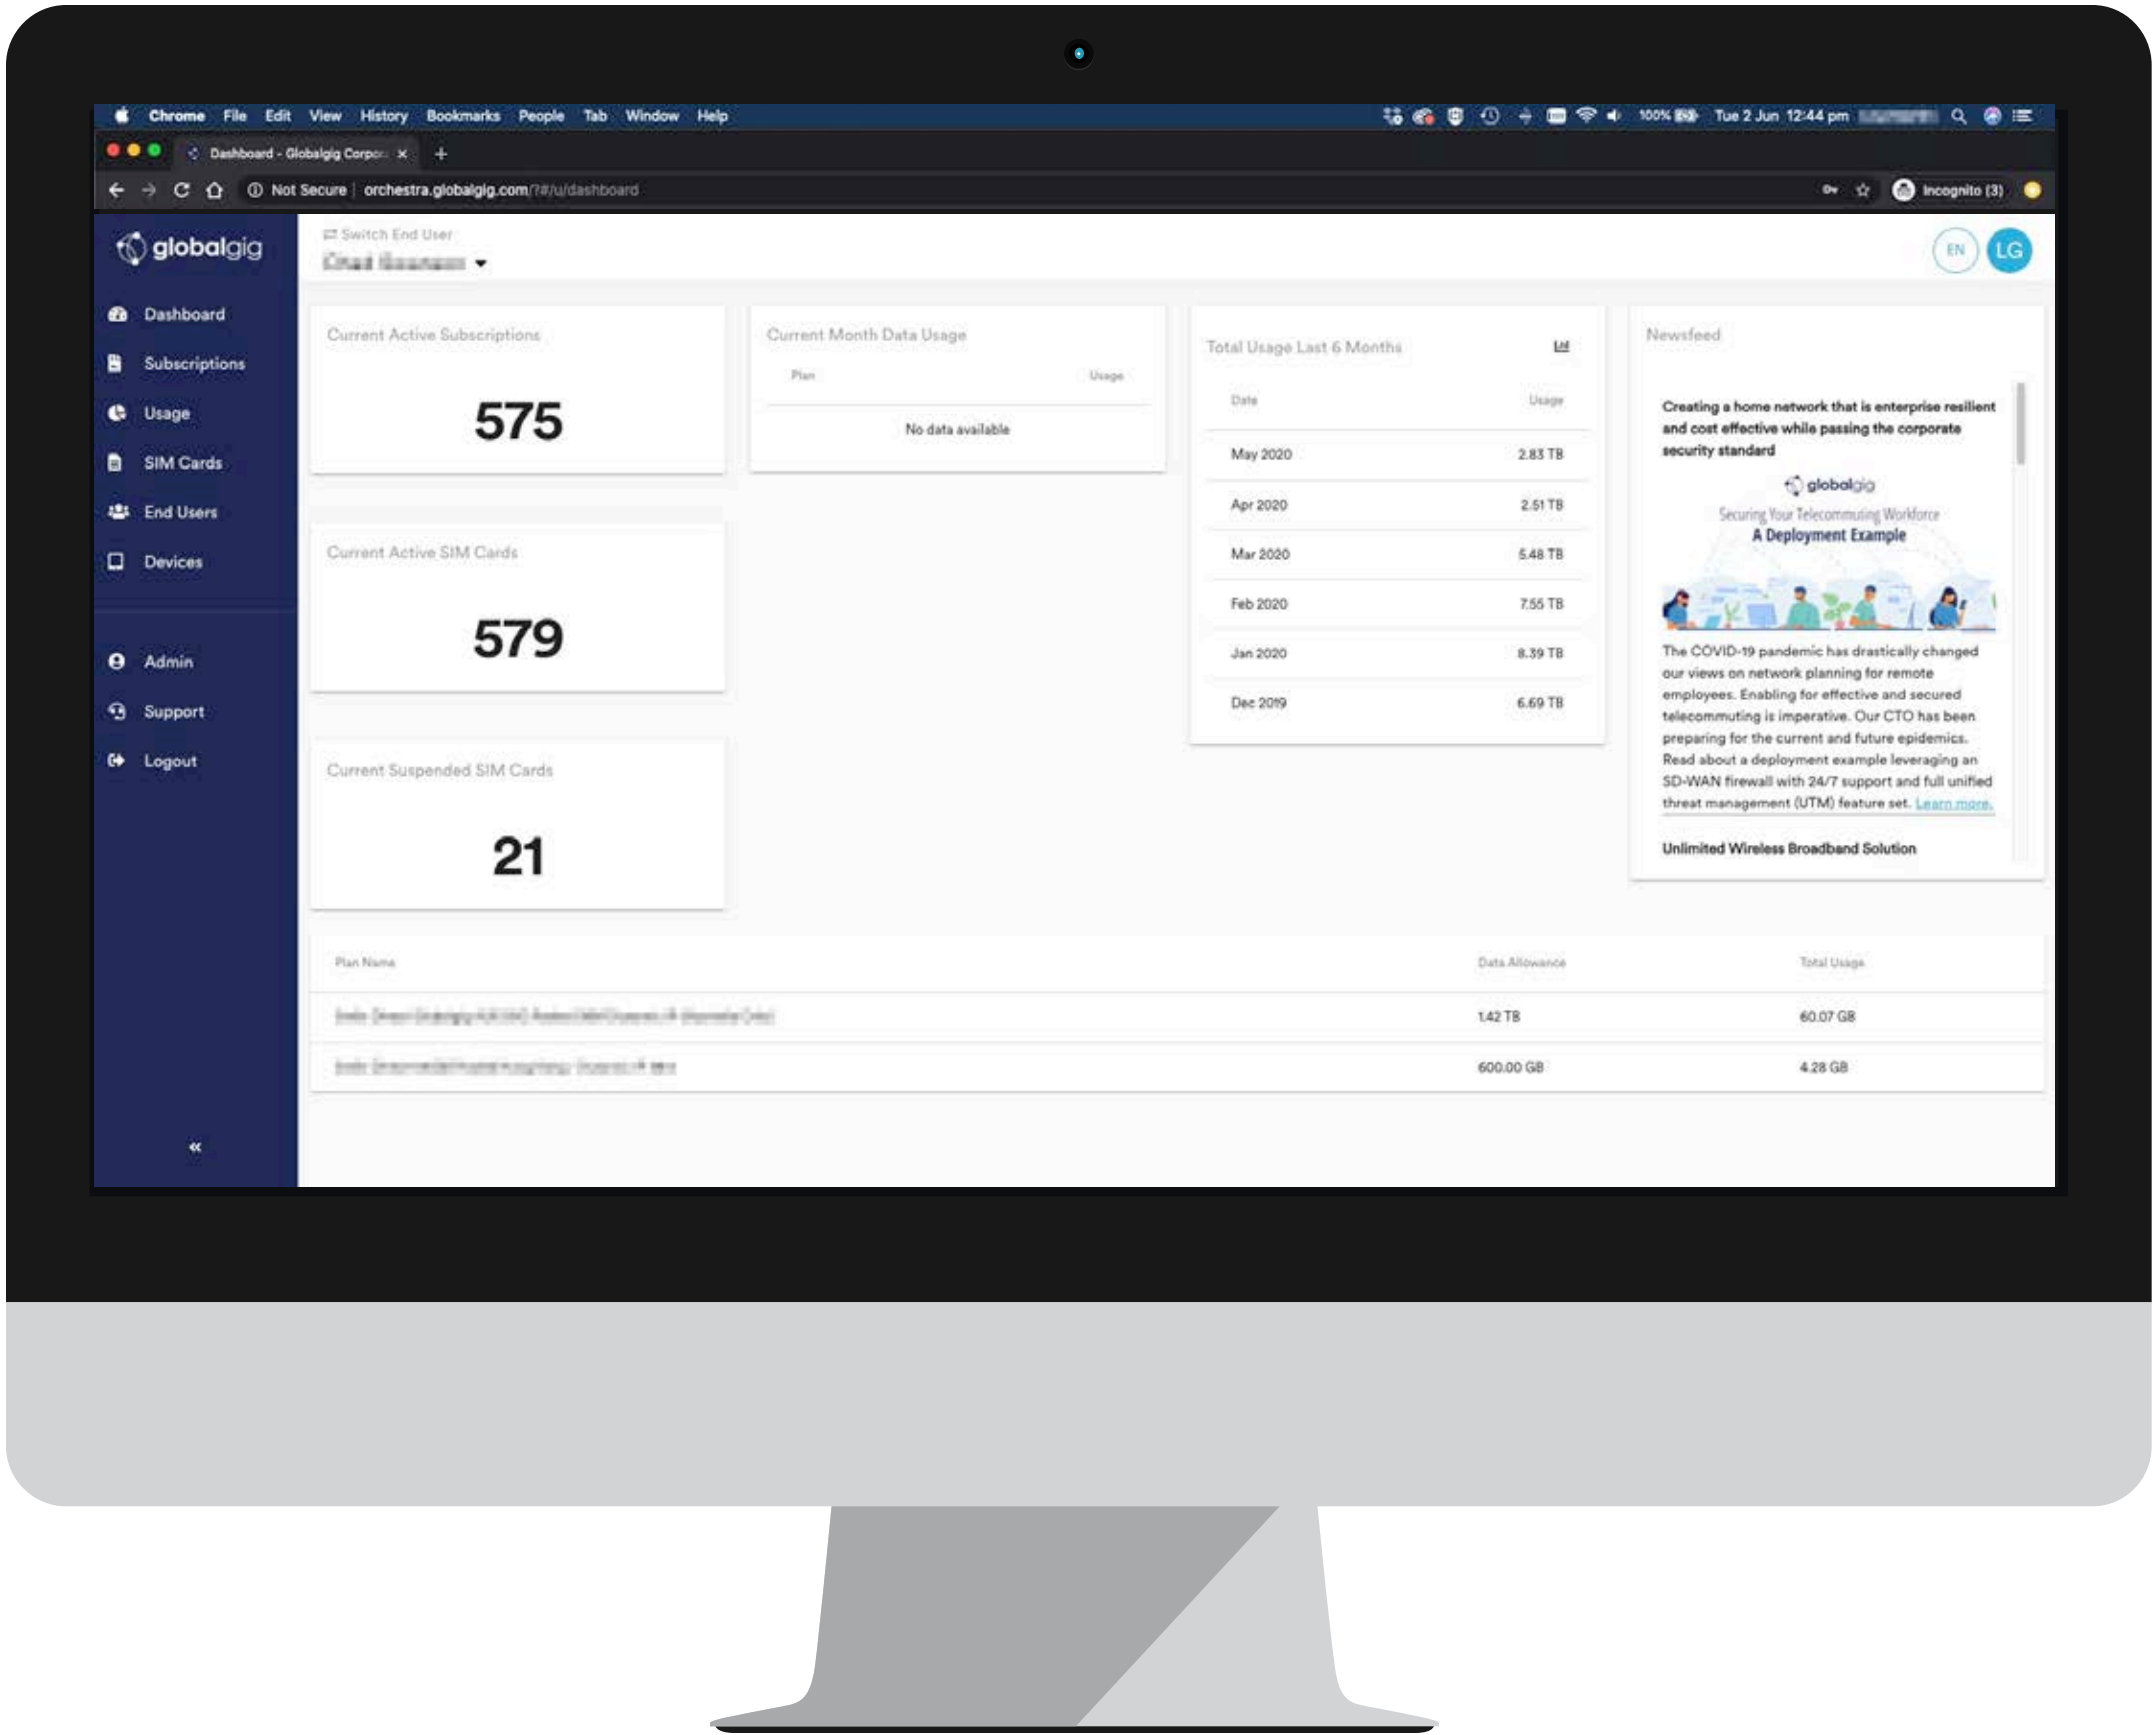 Chrome File Edit View History Bookmarks People Tab Window Help
100% Tue 2 Jun 12:44 pm
Dashboard - Globalgig Corpor
Not Secure | orchestra.globalgig.com/?#/u/dashboard
Incognito (3)
globalgig
Switch End User
EN
LG
Dashboard
Subscriptions
Usage
SIM Cards
End Users
Devices
Admin
Support
Logout
«
Current Active Subscriptions
575
Current Active SIM Cards
579
Current Suspended SIM Cards
21
Current Month Data Usage
Plan Usage
No data available
Total Usage Last 6 Months
Date Usage
May 2020 2.83 TB
Apr 2020 2.51 TB
Mar 2020 5.48 TB
Feb 2020 7.55 TB
Jan 2020 8.39 TB
Dec 2019 6.69 TB
Newsfeed
Creating a home network that is enterprise resilient
and cost effective while passing the corporate
security standard
globalgig
Securing Your Telecommuting Workforce
A Deployment Example
The COVID-19 pandemic has drastically changed
our views on network planning for remote
employees. Enabling for effective and secured
telecommuting is imperative. Our CTO has been
preparing for the current and future epidemics.
Read about a deployment example leveraging an
SD-WAN firewall with 24/7 support and full unified
threat management (UTM) feature set. Learn more.
Unlimited Wireless Broadband Solution
Plan Name Data Allowance Total Usage
1.42 TB 60.07 GB
600.00 GB 4.28 GB